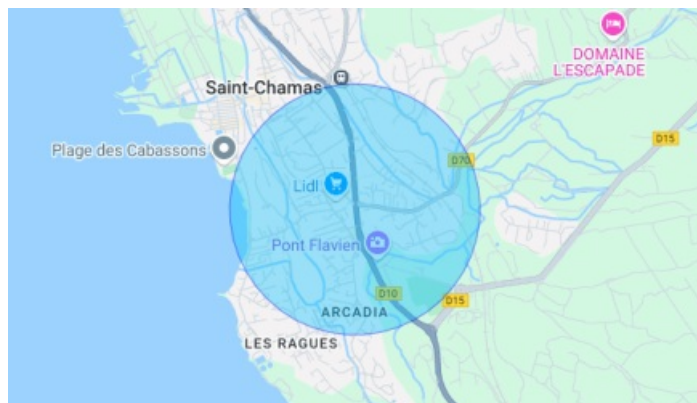 DOMAINE
L'ESCAPADE
Saint-Chamas
D15
Plage des Cabassons
D70
Lidl
Pont Flavien
D10
D15
ARCADIA
LES RAGUES